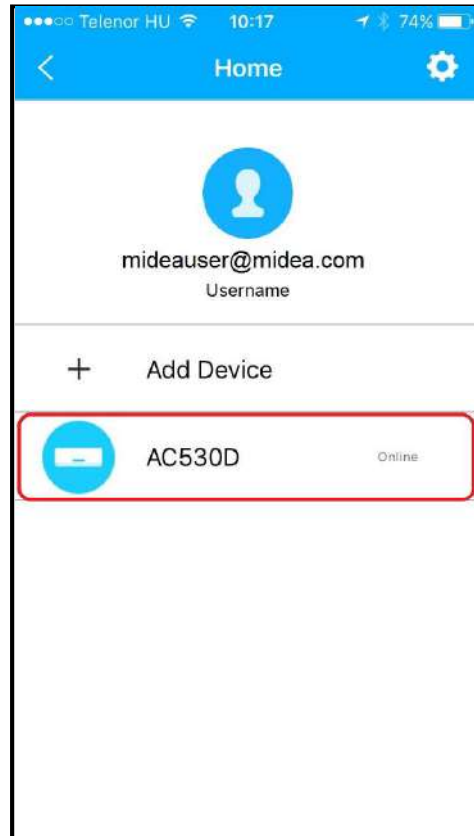 Telenor HU 10:17 74%
Home
mideauser@midea.com
Username
+ Add Device
AC530D Online